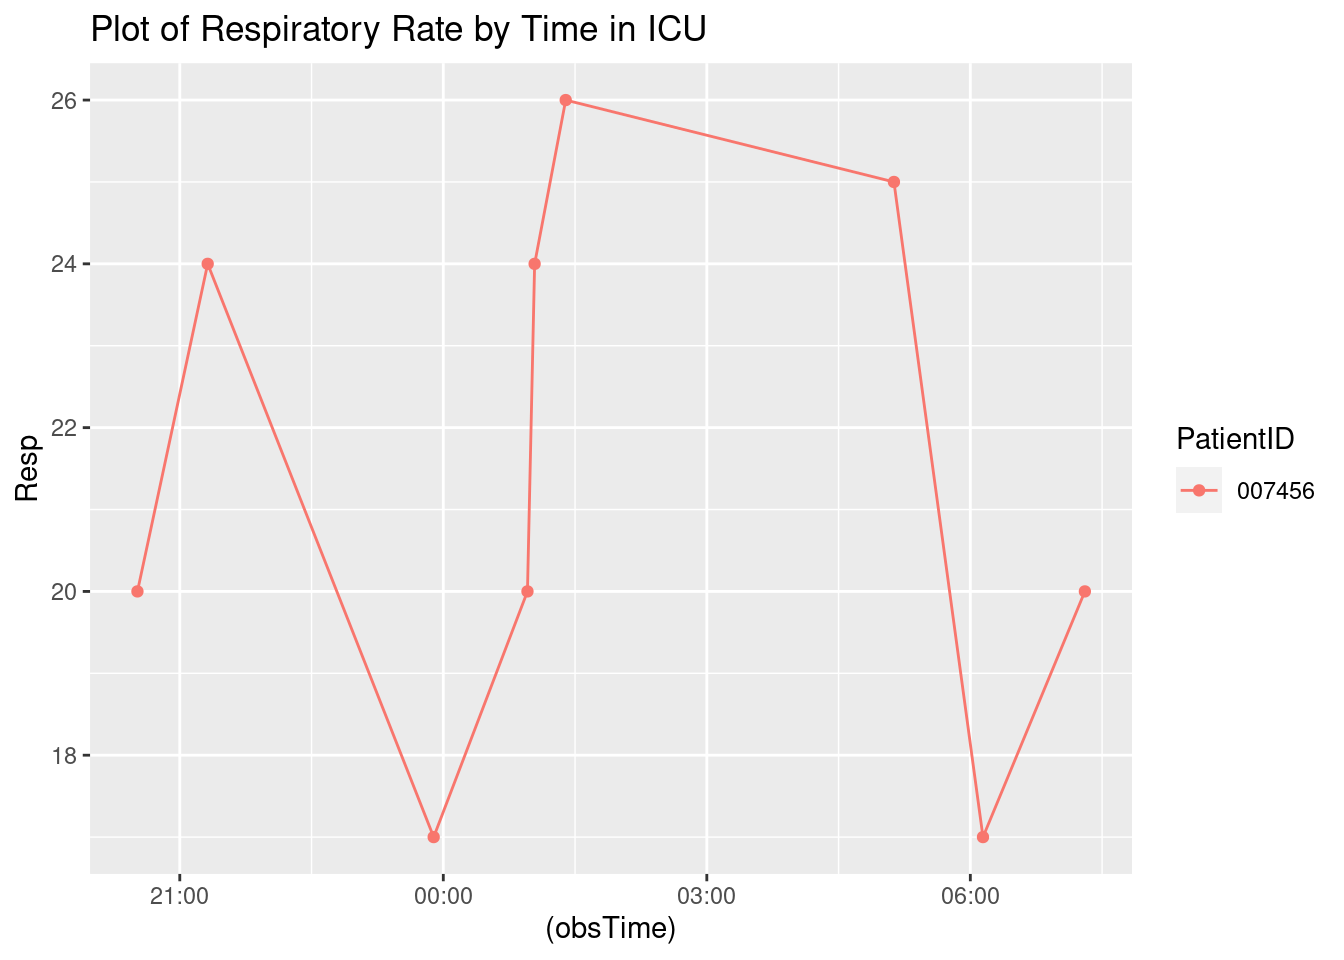 Plot of Respiratory Rate by Time in ICU
26
24
22
20
18
Resp
21:00
00:00
03:00
06:00
(obsTime)
PatientID
007456